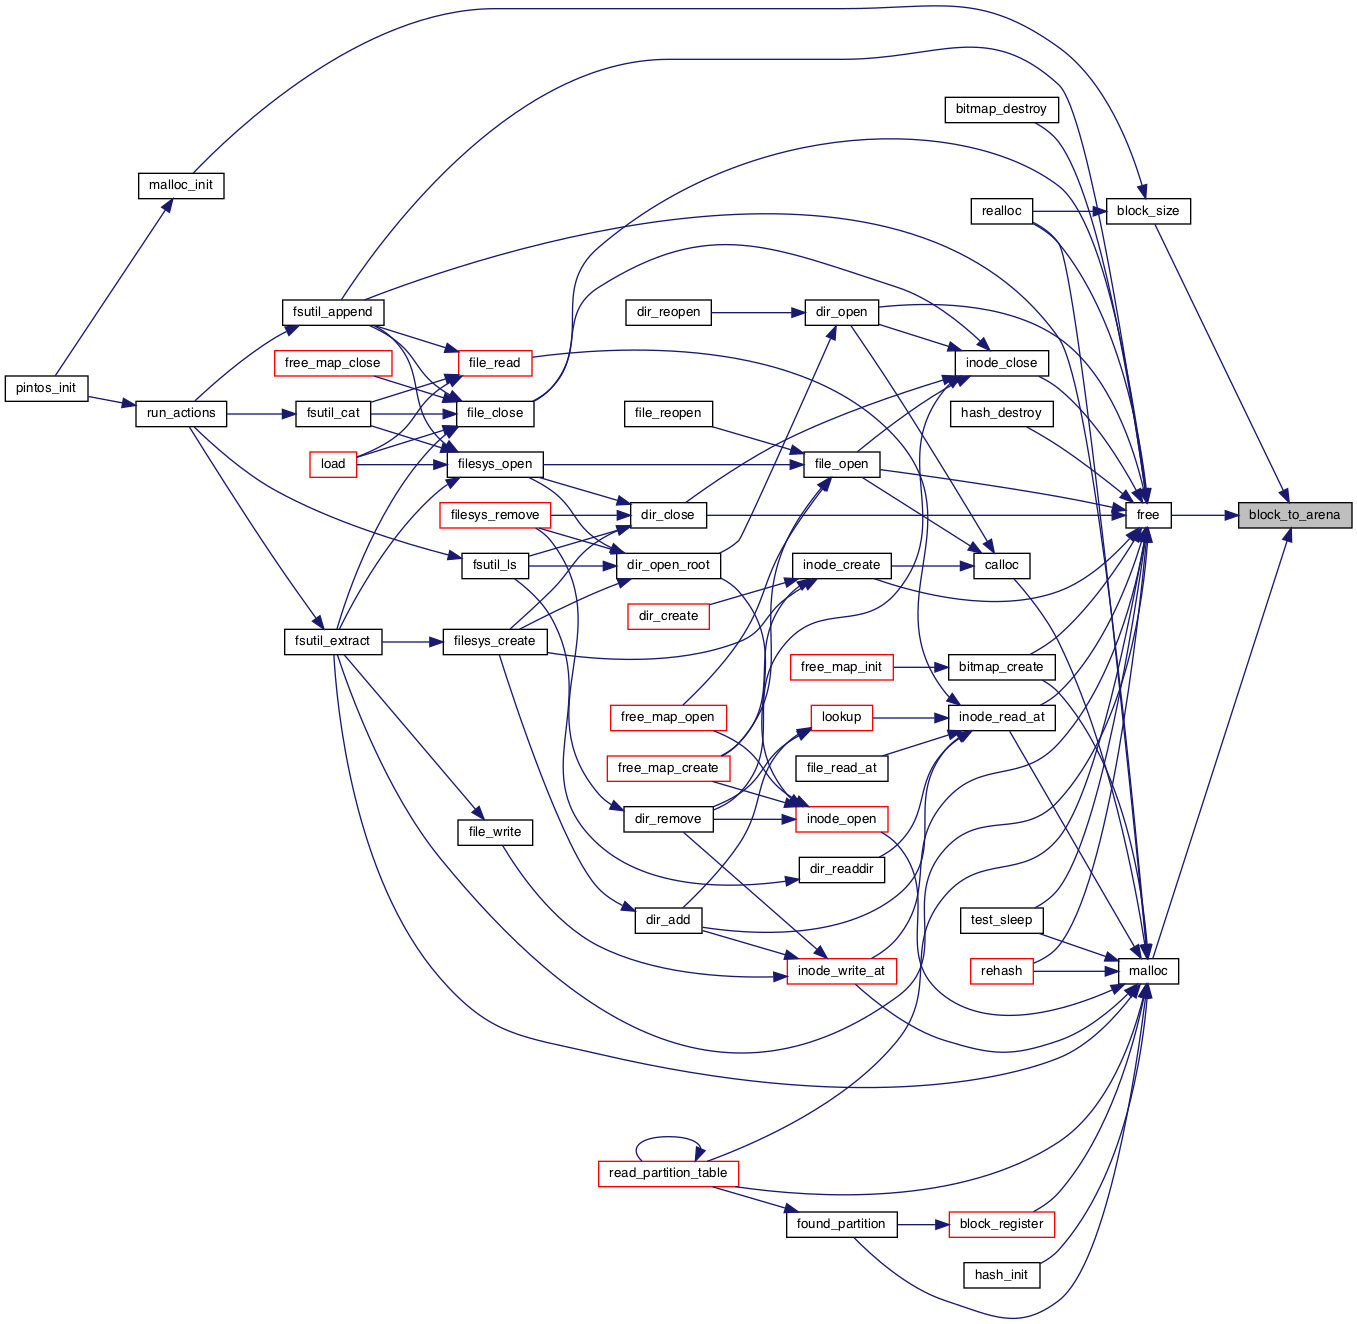 bitmap_destroy
malloc_init
realloc
block_size
fsutil_append
dir_reopen
dir_open
free_map_close
file_read
inode_close
pintos_init
run_actions
fsutil_cat
file_close
file_reopen
hash_destroy
load
filesys_open
file_open
filesys_remove
dir_close
free
block_to_arena
fsutil_ls
dir_open_root
inode_create
calloc
dir_create
fsutil_extract
filesys_create
free_map_init
bitmap_create
free_map_open
lookup
inode_read_at
free_map_create
file_read_at
dir_remove
inode_open
file_write
dir_readdir
dir_add
test_sleep
inode_write_at
rehash
malloc
read_partition_table
found_partition
block_register
hash_init